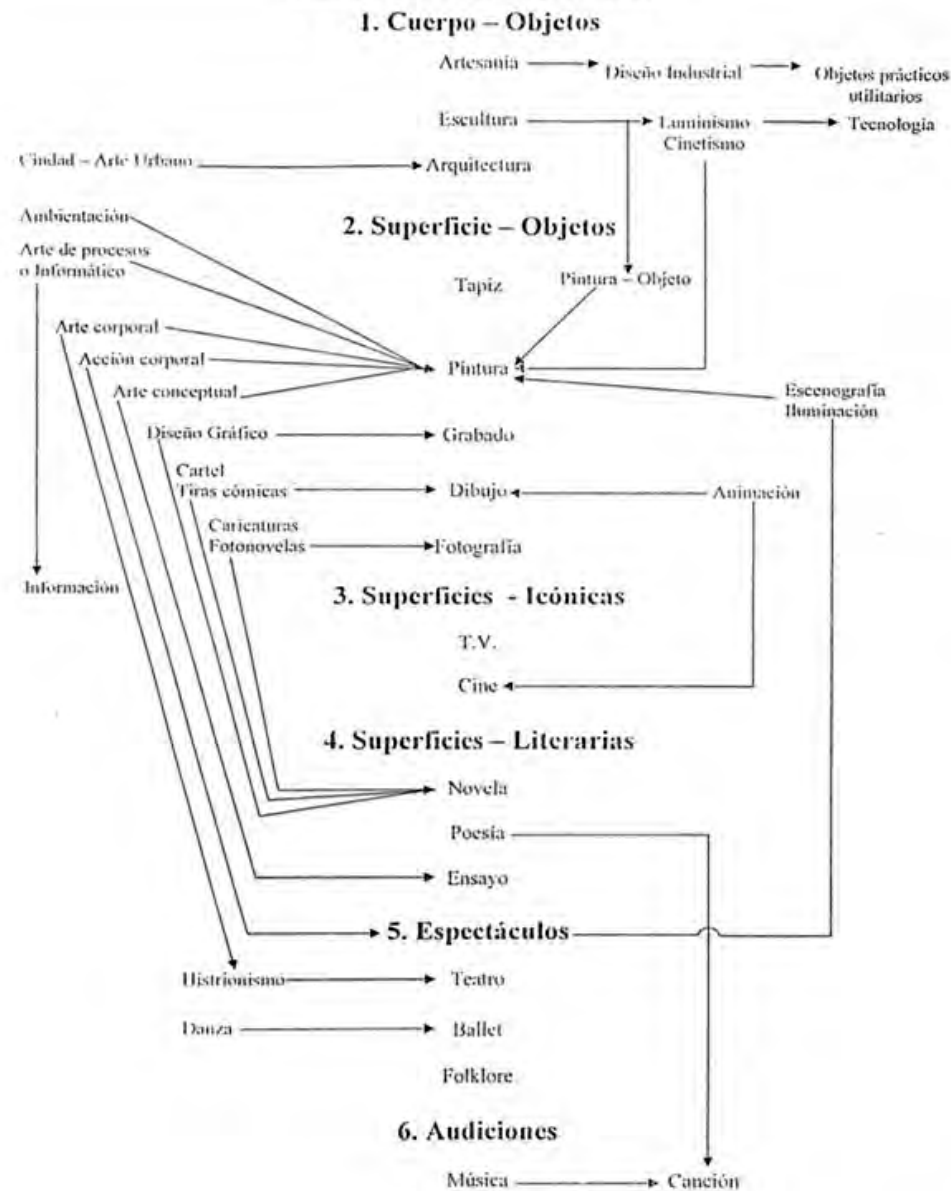 1. Cuerpo – Objetos
Artesanía
Diseño Industrial
Objetos prácticos
utilitarios
Escultura
Luminismo
Cinetismo
Tecnología
Ciudad – Arte Urbano
Arquitectura
Ambientación
2. Superficie – Objetos
Arte de procesos
o Informático
Tapiz
Pintura – Objeto
Arte corporal
Acción corporal
Pintura
Arte conceptual
Escenografía
Iluminación
Diseño Gráfico
Grabado
Cartel
Tiras cómicas
Dibujo
Animación
Caricaturas
Fotonovelas
Fotografía
Información
3. Superficies - Icónicas
T.V.
Cine
4. Superficies – Literarias
Novela
Poesía
Ensayo
5. Espectáculos
Histrionismo
Teatro
Danza
Ballet
Folklore
6. Audiciones
Música
Canción